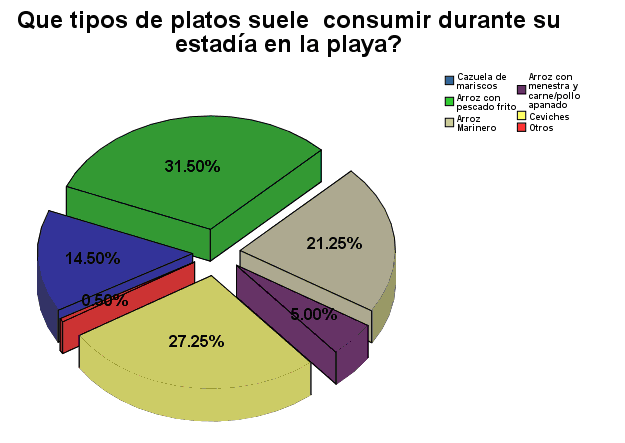 Que tipos de platos suele consumir durante su
estadía en la playa?
Cazuela de
mariscos
Arroz con
pescado frito
Arroz
Marinero
Arroz con
menestra y
carne/pollo
apanado
Ceviches
Otros
31.50%
21.25%
14.50%
0.50%
5.00%
27.25%